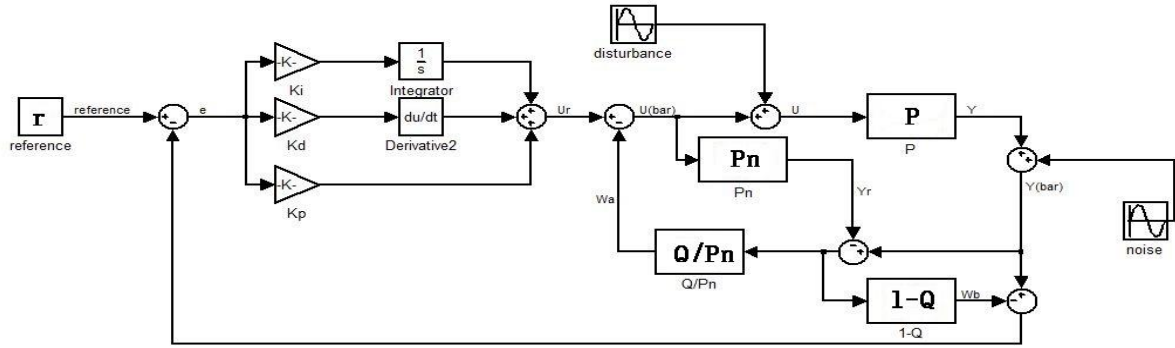 disturbance
-K-
Ki
1
s
Integrator
r
reference
reference
e
-K-
Kd
du/dt
Derivative2
Ur
U(bar)
U
P
P
Y
-K-
Kp
Pn
Pn
Yr
Y(bar)
noise
Wa
Q/Pn
Q/Pn
1-Q
1-Q
Wb